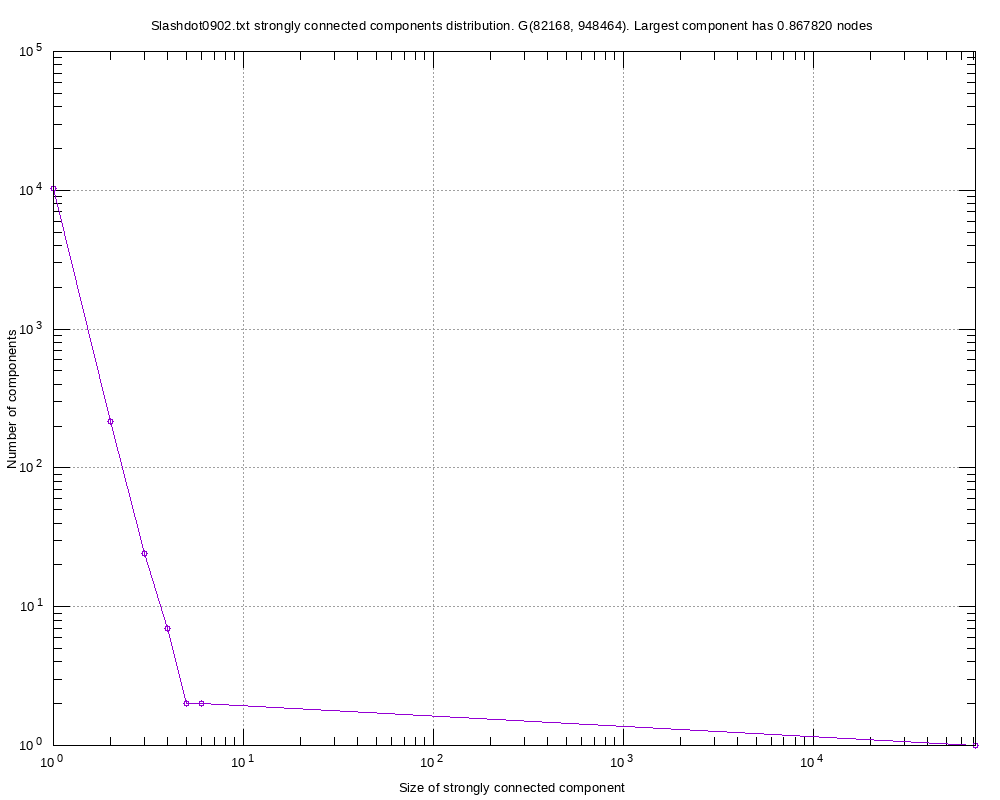 Slashdot0902.txt strongly connected components distribution. G(82168, 948464). Largest component has 0.867820 nodes
10^5
10^4
10^3
10^2
10^1
10^0
Number of components
10^0 10^1 10^2 10^3 10^4
Size of strongly connected component